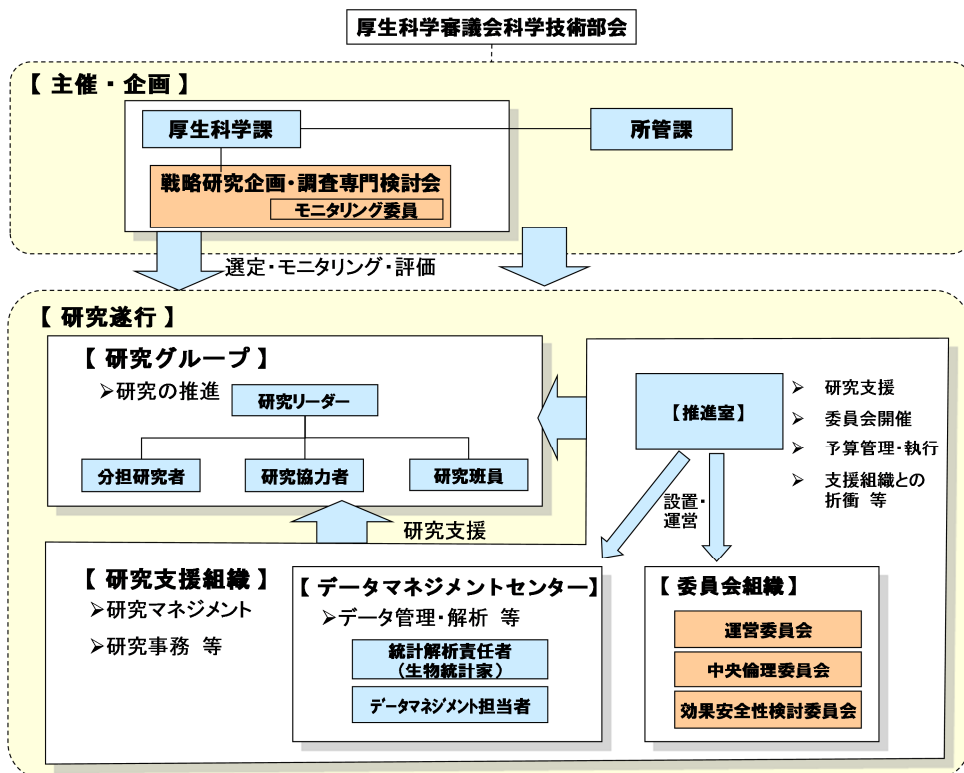 厚生科学審議会科学技術部会
【 主催・企画 】
厚生科学課
所管課
戦略研究企画・調査専門検討会
モニタリング委員
選定・モニタリング・評価
【 研究遂行 】
【 研究グループ 】
➢研究の推進
研究リーダー
分担研究者
研究協力者
研究班員
【推進室】
➢ 研究支援
➢ 委員会開催
➢ 予算管理・執行
➢ 支援組織との
折衝 等
設置・
運営
研究支援
【 研究支援組織 】
➢研究マネジメント
➢研究事務 等
【 データマネジメントセンター】
➢データ管理・解析 等
統計解析責任者
（生物統計家）
データマネジメント担当者
【 委員会組織 】
運営委員会
中央倫理委員会
効果安全性検討委員会